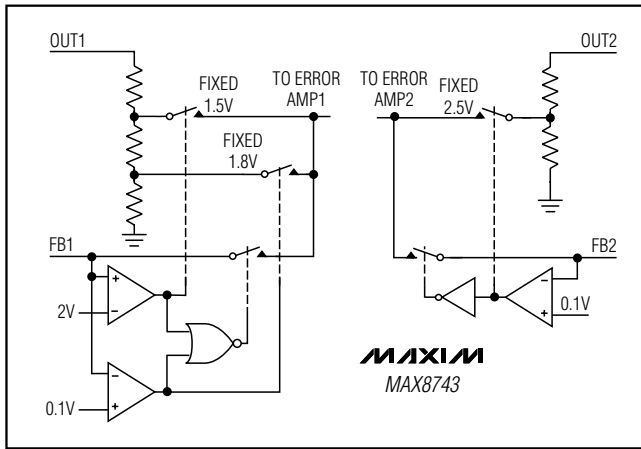 OUT1
OUT2
FIXED
1.5V
TO ERROR
AMP1
TO ERROR
AMP2
FIXED
2.5V
FIXED
1.8V
FB1
FB2
+
−
2V
−
+
0.1V
−
+
0.1V
MAXIM
MAX8743